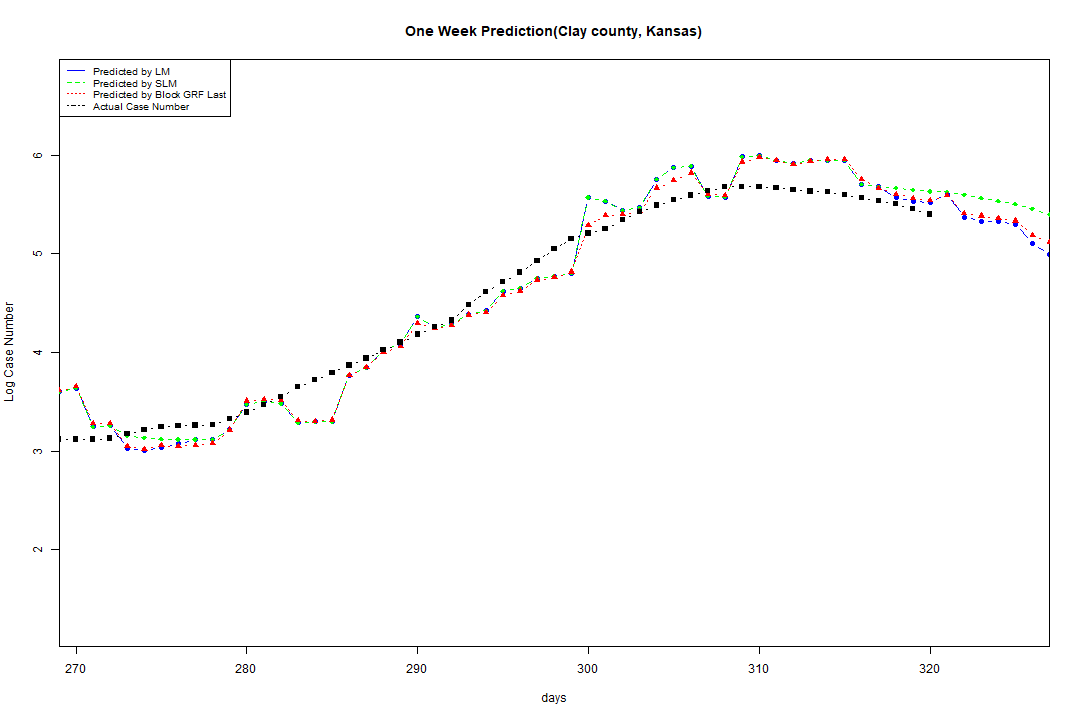 One Week Prediction(Clay county, Kansas)
Predicted by LM
Predicted by SLM
Predicted by Block GRF Last
Actual Case Number
6
5
4
3
2
Log Case Number
270 280 290 300 310 320
days